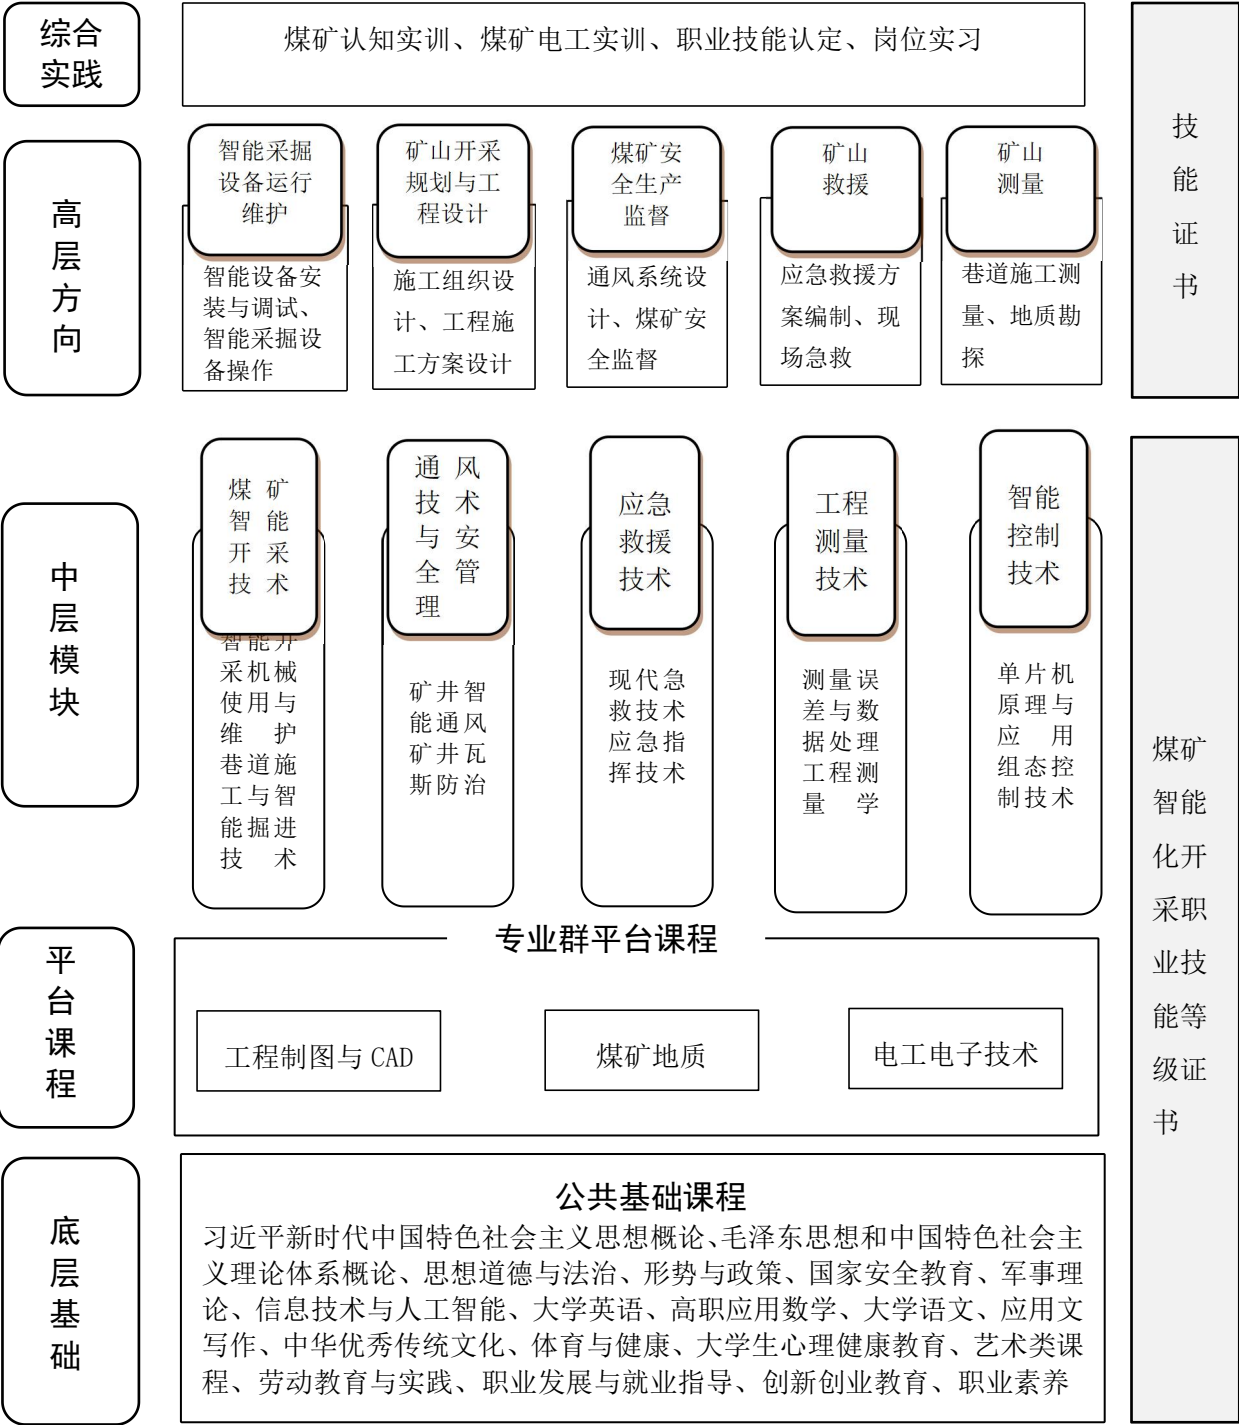 综合
实践
煤矿认知实训、煤矿电工实训、职业技能认定、岗位实习
技
能
证
书
高
层
方
向
智能采掘
设备运行
维护
智能设备安
装与调试、
智能采掘设
备操作
矿山开采
规划与工
程设计
施工组织设
计、工程施
工方案设计
煤矿安
全生产
监督
通风系统设
计、煤矿安
全监督
矿山
救援
应急救援方
案编制、现
场急救
矿山
测量
巷道施工测
量、地质勘
探
中
层
模
块
煤矿
智能
开采
技术
智能开
采机械
使用与
维护
巷道施
工与智
能掘进
技术
通风
技术
与安
全管
理
矿井智
能通风
矿井瓦
斯防治
应急
救援
技术
现代急
救技术
应急指
挥技术
工程
测量
技术
测量误
差与数
据处理
工程测
量学
智能
控制
技术
单片机
原理与
应用
组态控
制技术
煤矿
智能
化开
采职
业技
能等
级证
书
平
台
课
程
专业群平台课程
工程制图与 CAD
煤矿地质
电工电子技术
底
层
基
础
公共基础课程
习近平新时代中国特色社会主义思想概论、毛泽东思想和中国特色社会主
义理论体系概论、思想道德与法治、形势与政策、国家安全教育、军事理
论、信息技术与人工智能、大学英语、高职应用数学、大学语文、应用文
写作、中华优秀传统文化、体育与健康、大学生心理健康教育、艺术类课
程、劳动教育与实践、职业发展与就业指导、创新创业教育、职业素养